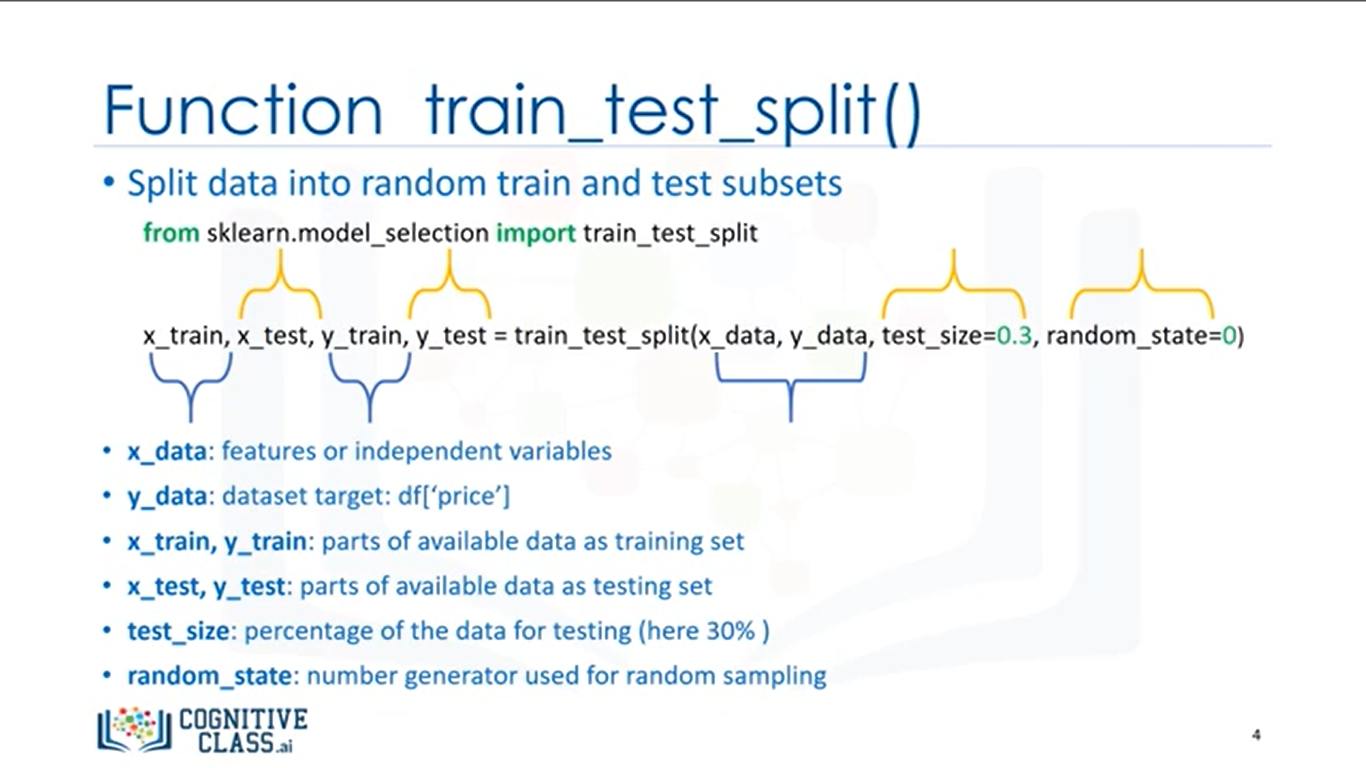 Function train_test_split()
• Split data into random train and test subsets
from sklearn.model_selection import train_test_split
x_train, x_test, y_train, y_test = train_test_split(x_data, y_data, test_size=0.3, random_state=0)
• x_data: features or independent variables
• y_data: dataset target: df[‘price’]
• x_train, y_train: parts of available data as training set
• x_test, y_test: parts of available data as testing set
• test_size: percentage of the data for testing (here 30% )
• random_state: number generator used for random sampling
COGNITIVE
CLASS.ai
4